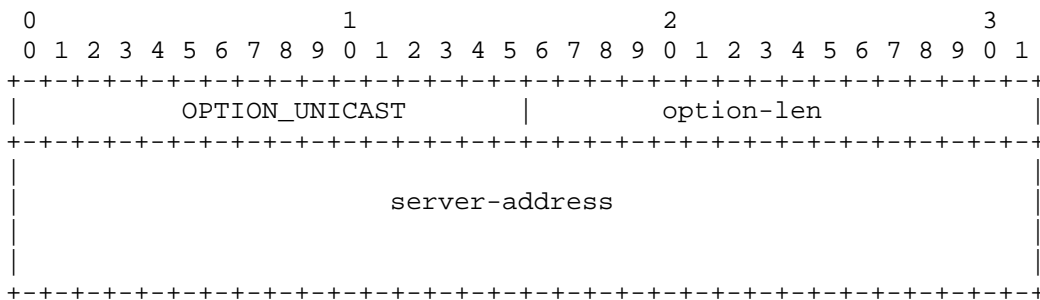 0                   1                   2                   3
 0 1 2 3 4 5 6 7 8 9 0 1 2 3 4 5 6 7 8 9 0 1 2 3 4 5 6 7 8 9 0 1
+-+-+-+-+-+-+-+-+-+-+-+-+-+-+-+-+-+-+-+-+-+-+-+-+-+-+-+-+-+-+-+-+
|          OPTION_UNICAST       |        option-len             |
+-+-+-+-+-+-+-+-+-+-+-+-+-+-+-+-+-+-+-+-+-+-+-+-+-+-+-+-+-+-+-+-+
|                                                               |
|                       server-address                          |
|                                                               |
|                                                               |
+-+-+-+-+-+-+-+-+-+-+-+-+-+-+-+-+-+-+-+-+-+-+-+-+-+-+-+-+-+-+-+-+